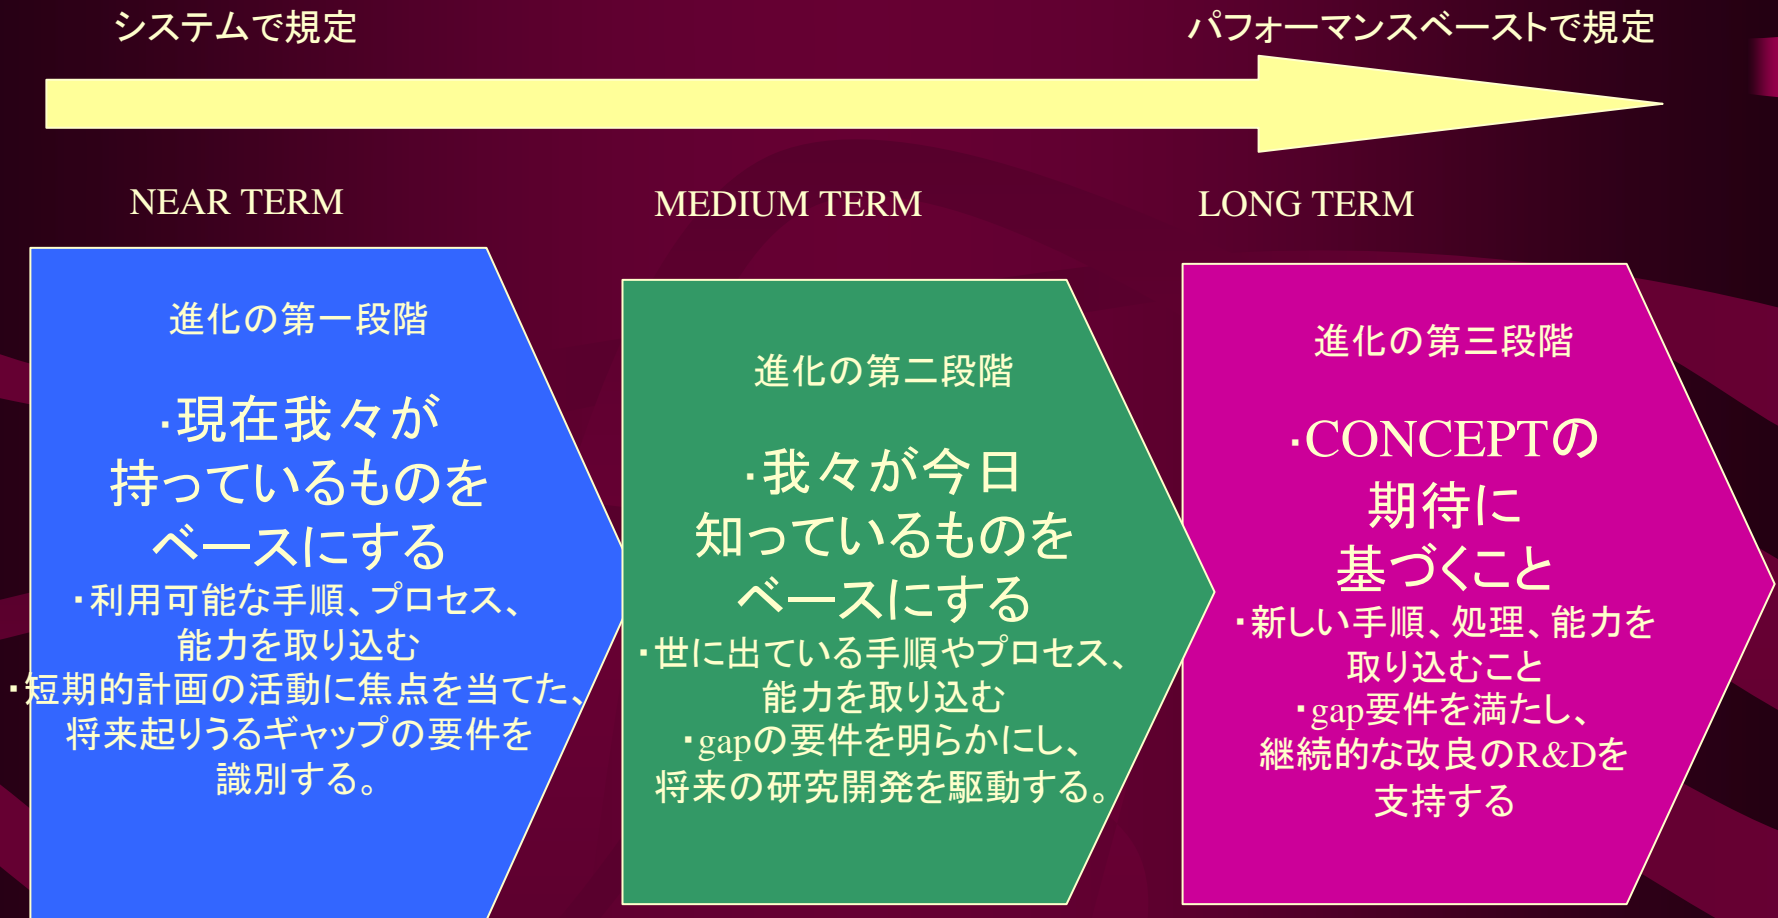 システムで規定
パフォーマンスベーストで規定
NEAR TERM
MEDIUM TERM
LONG TERM
進化の第一段階
・現在我々が
持っているものを
ベースにする
・利用可能な手順、プロセス、
能力を取り込む
・短期的計画の活動に焦点を当てた、
将来起りうるギャップの要件を
識別する。
進化の第二段階
・我々が今日
知っているものを
ベースにする
・世に出ている手順やプロセス、
能力を取り込む
・gapの要件を明らかにし、
将来の研究開発を駆動する。
進化の第三段階
・CONCEPTの
期待に
基づくこと
・新しい手順、処理、能力を
取り込むこと
・gap要件を満たし、
継続的な改良のR&Dを
支持する